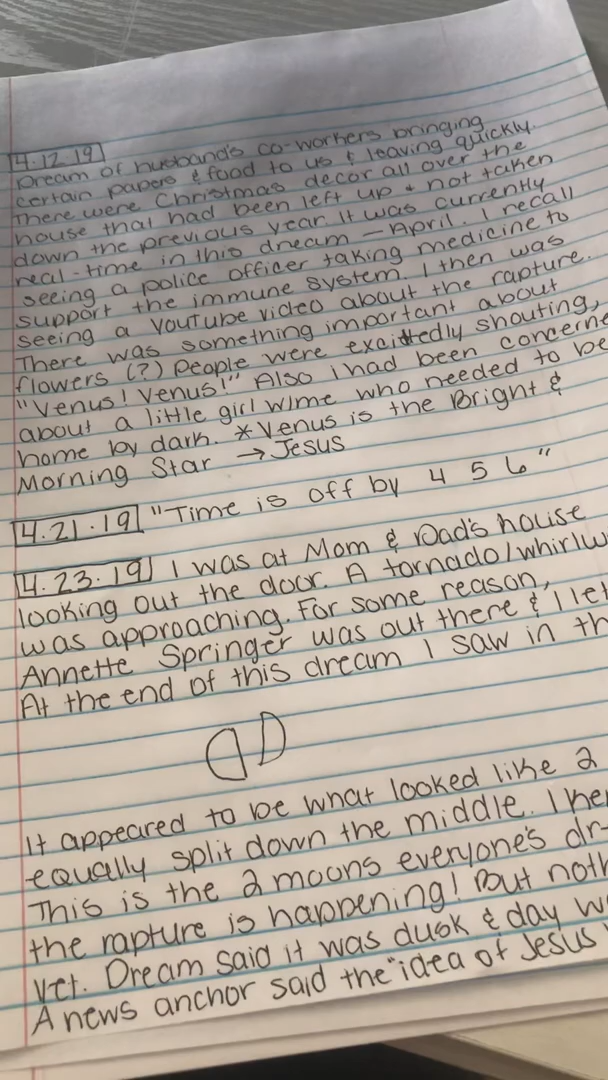 4.12.19
Dream of husband's co-workers bringing
certain papers & food to us & leaving quickly.
There were Christmas decor all over the
house that had been left up & not taken
down the previous year. It was currently
real-time in this dream — April. I recall
seeing a police officer taking medicine to
support the immune system. I then was
seeing a YouTube video about the rapture.
There was something important about
flowers (?) People were excitedly shouting,
"Venus! Venus!" Also i had been concerne
about a little girl w/me who needed to be
home by dark. *Venus is the Bright &
Morning Star → Jesus
4.21.19 "Time is off by 4 5 6"
4.23.19 I was at Mom & Dad's house
looking out the door. A tornado/whirlw
was approaching. For some reason,
Annette Springer was out there & I let
At the end of this dream I saw in th
It appeared to be what looked like 2
equally split down the middle. I he
This is the 2 moons everyone's dr
the rapture is happening! But noth
yet. Dream said it was dusk & day w
A news anchor said the "idea of Jesus